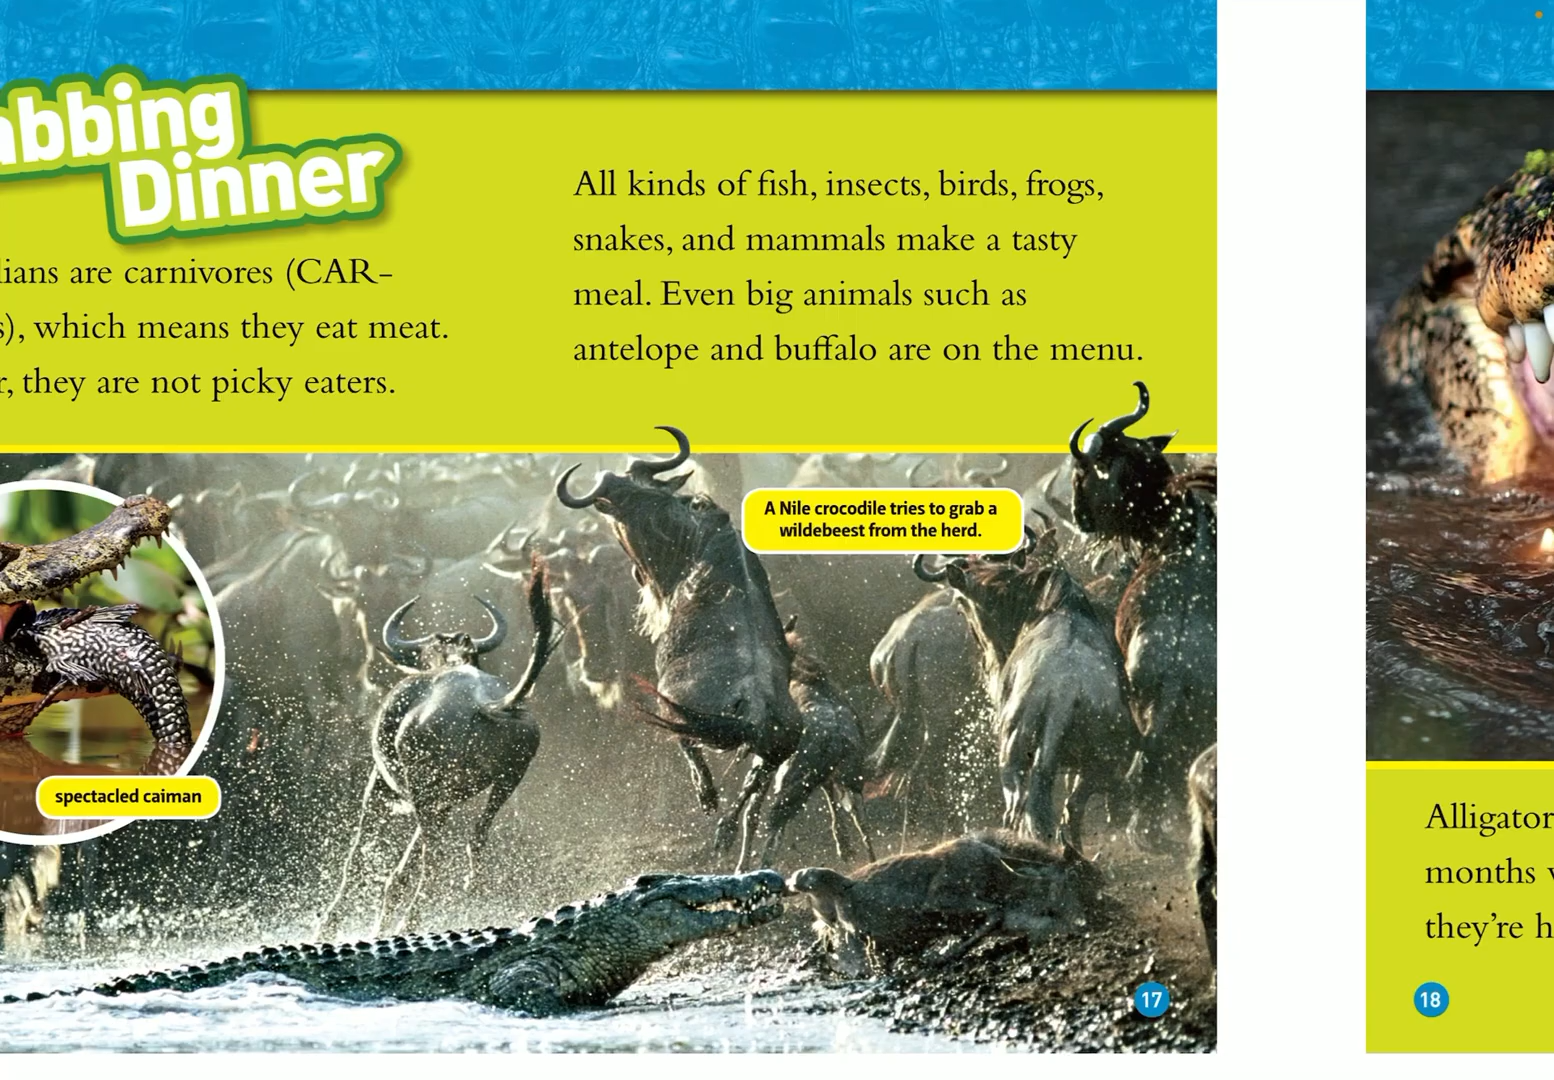 abbing
Dinner
lians are carnivores (CAR-
s), which means they eat meat.
r, they are not picky eaters.
All kinds of fish, insects, birds, frogs,
snakes, and mammals make a tasty
meal. Even big animals such as
antelope and buffalo are on the menu.
A Nile crocodile tries to grab a
wildebeest from the herd.
spectacled caiman
17
Alligator
months v
they're h
18